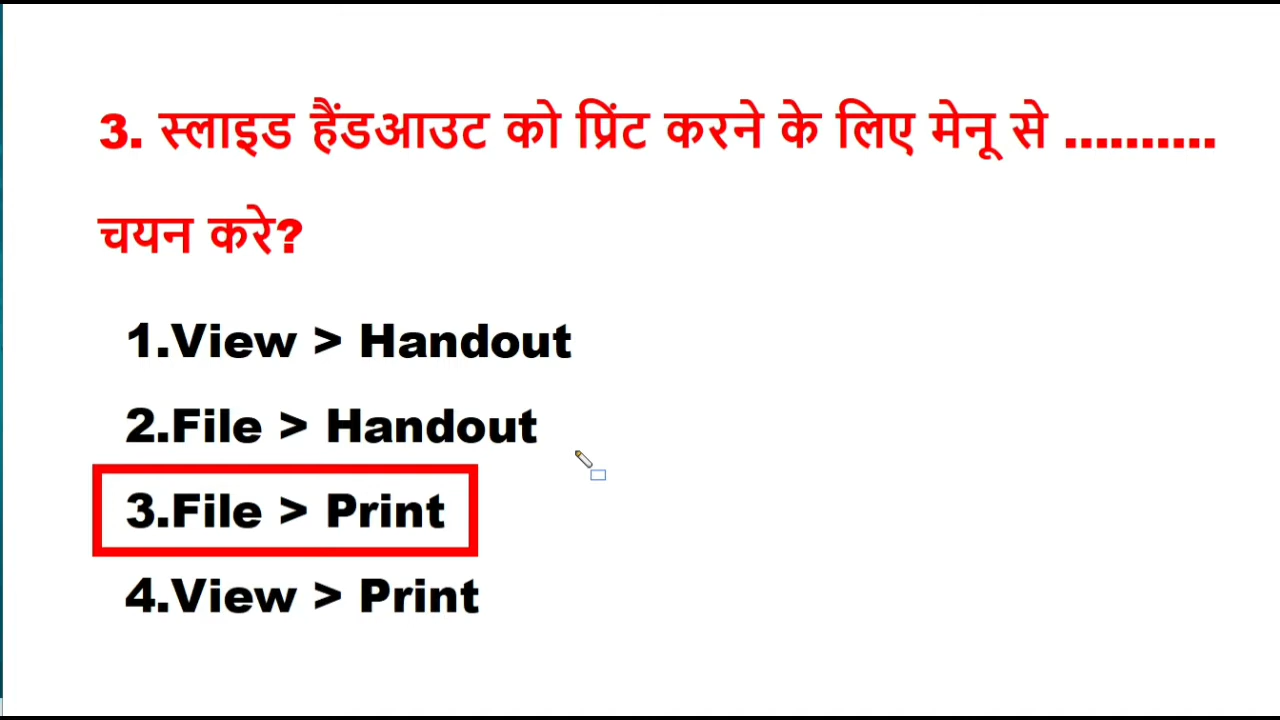 3. स्लाइड हैंडआउट को प्रिंट करने के लिए मेनू से ..........
चयन करे?
1.View > Handout
2.File > Handout
3.File > Print
4.View > Print